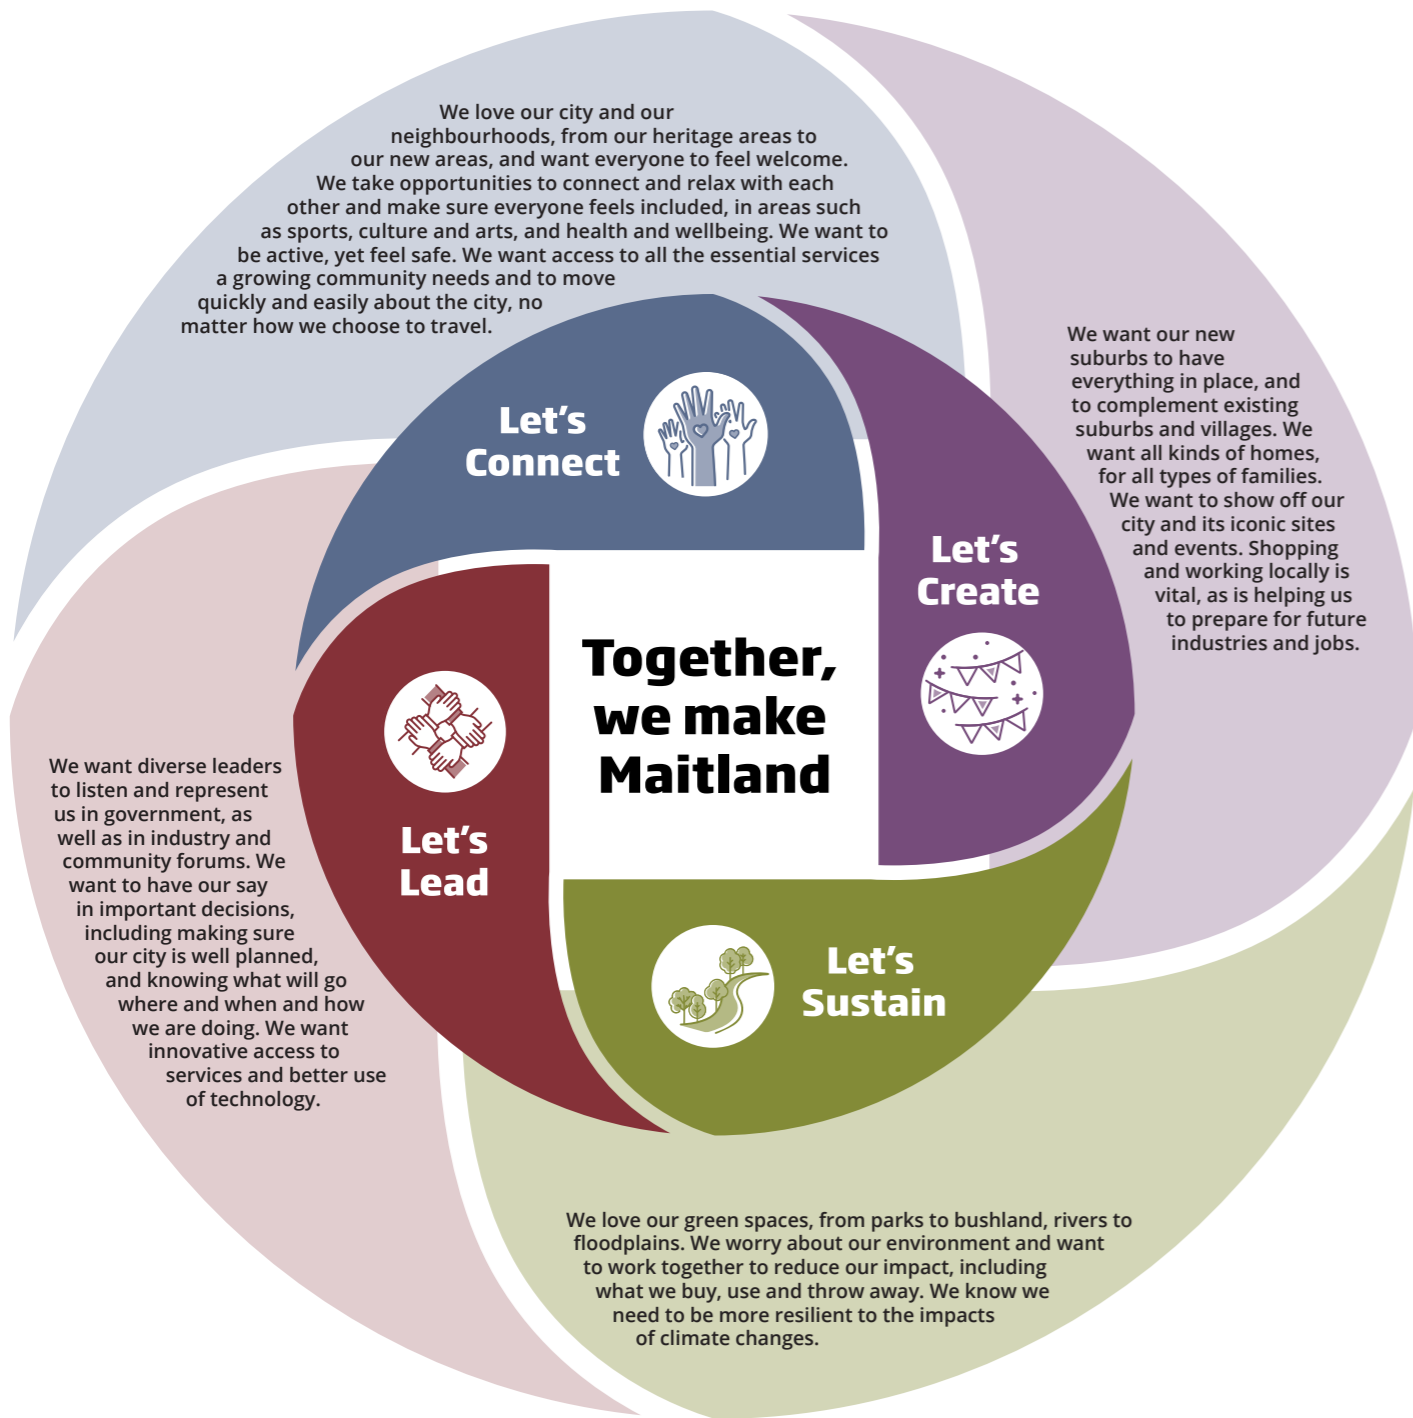 We love our city and our
neighbourhoods, from our heritage areas to
our new areas, and want everyone to feel welcome.
We take opportunities to connect and relax with each
other and make sure everyone feels included, in areas such
as sports, culture and arts, and health and wellbeing. We want to
be active, yet feel safe. We want access to all the essential services
a growing community needs and to move
quickly and easily about the city, no
matter how we choose to travel.
Let’s
Connect
We want our new
suburbs to have
everything in place, and
to complement existing
suburbs and villages. We
want all kinds of homes,
for all types of families.
We want to show off our
city and its iconic sites
and events. Shopping
and working locally is
vital, as is helping us
to prepare for future
industries and jobs.
Let’s
Create
Together,
we make
Maitland
We want diverse leaders
to listen and represent
us in government, as
well as in industry and
community forums. We
want to have our say
in important decisions,
including making sure
our city is well planned,
and knowing what will go
where and when and how
we are doing. We want
innovative access to
services and better use
of technology.
Let’s
Lead
Let’s
Sustain
We love our green spaces, from parks to bushland, rivers to
floodplains. We worry about our environment and want
to work together to reduce our impact, including
what we buy, use and throw away. We know we
need to be more resilient to the impacts
of climate changes.